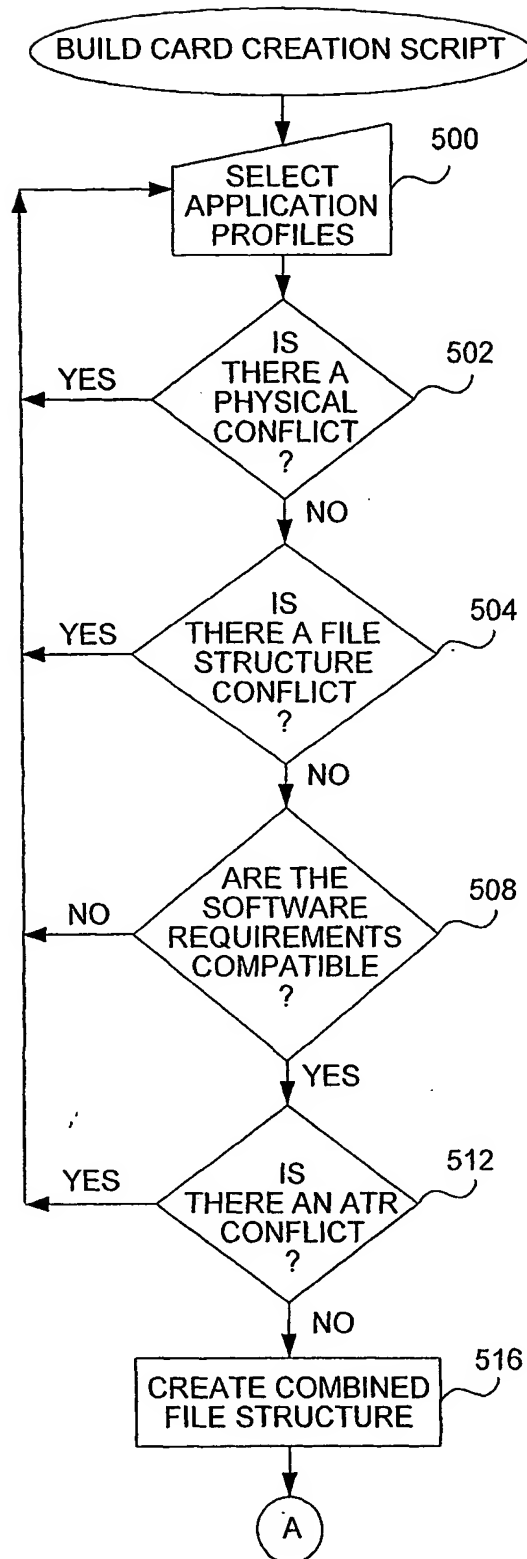 BUILD CARD CREATION SCRIPT
500
SELECT
APPLICATION
PROFILES
IS
THERE A
PHYSICAL
CONFLICT
?
502
YES
NO
IS
THERE A FILE
STRUCTURE
CONFLICT
?
504
YES
NO
ARE THE
SOFTWARE
REQUIREMENTS
COMPATIBLE
?
508
NO
YES
IS
THERE AN ATR
CONFLICT
?
512
YES
NO
CREATE COMBINED
FILE STRUCTURE
516
A